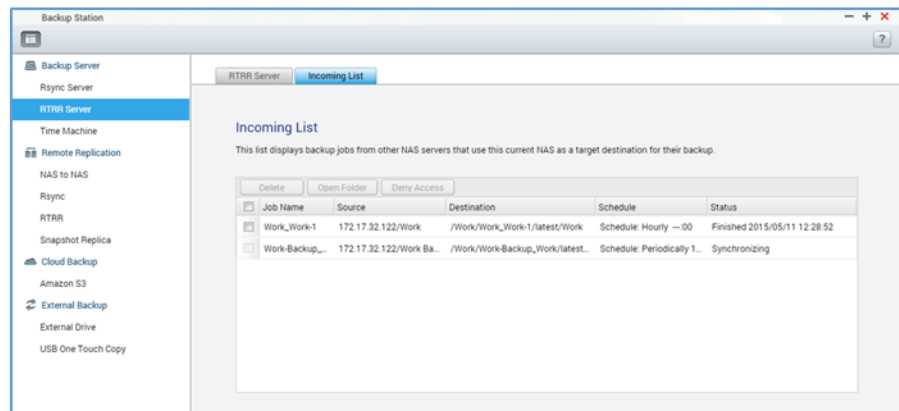 Backup Station
?
Backup Server
Rsync Server
RTRR Server
Time Machine
Remote Replication
NAS to NAS
Rsync
RTRR
Snapshot Replica
Cloud Backup
Amazon S3
External Backup
External Drive
USB One Touch Copy
RTRR Server Incoming List
Incoming List
This list displays backup jobs from other NAS servers that use this current NAS as a target destination for their backup.
Delete Open Folder Deny Access
Job Name Source Destination Schedule Status
Work_Work-1 172.17.32.122/Work /Work/Work_Work-1/latest/Work Schedule: Hourly --:00 Finished 2015/05/11 12:28:52
Work-Backup_... 172.17.32.122/Work Ba... /Work/Work-Backup_Work/latest... Schedule: Periodically 1... Synchronizing